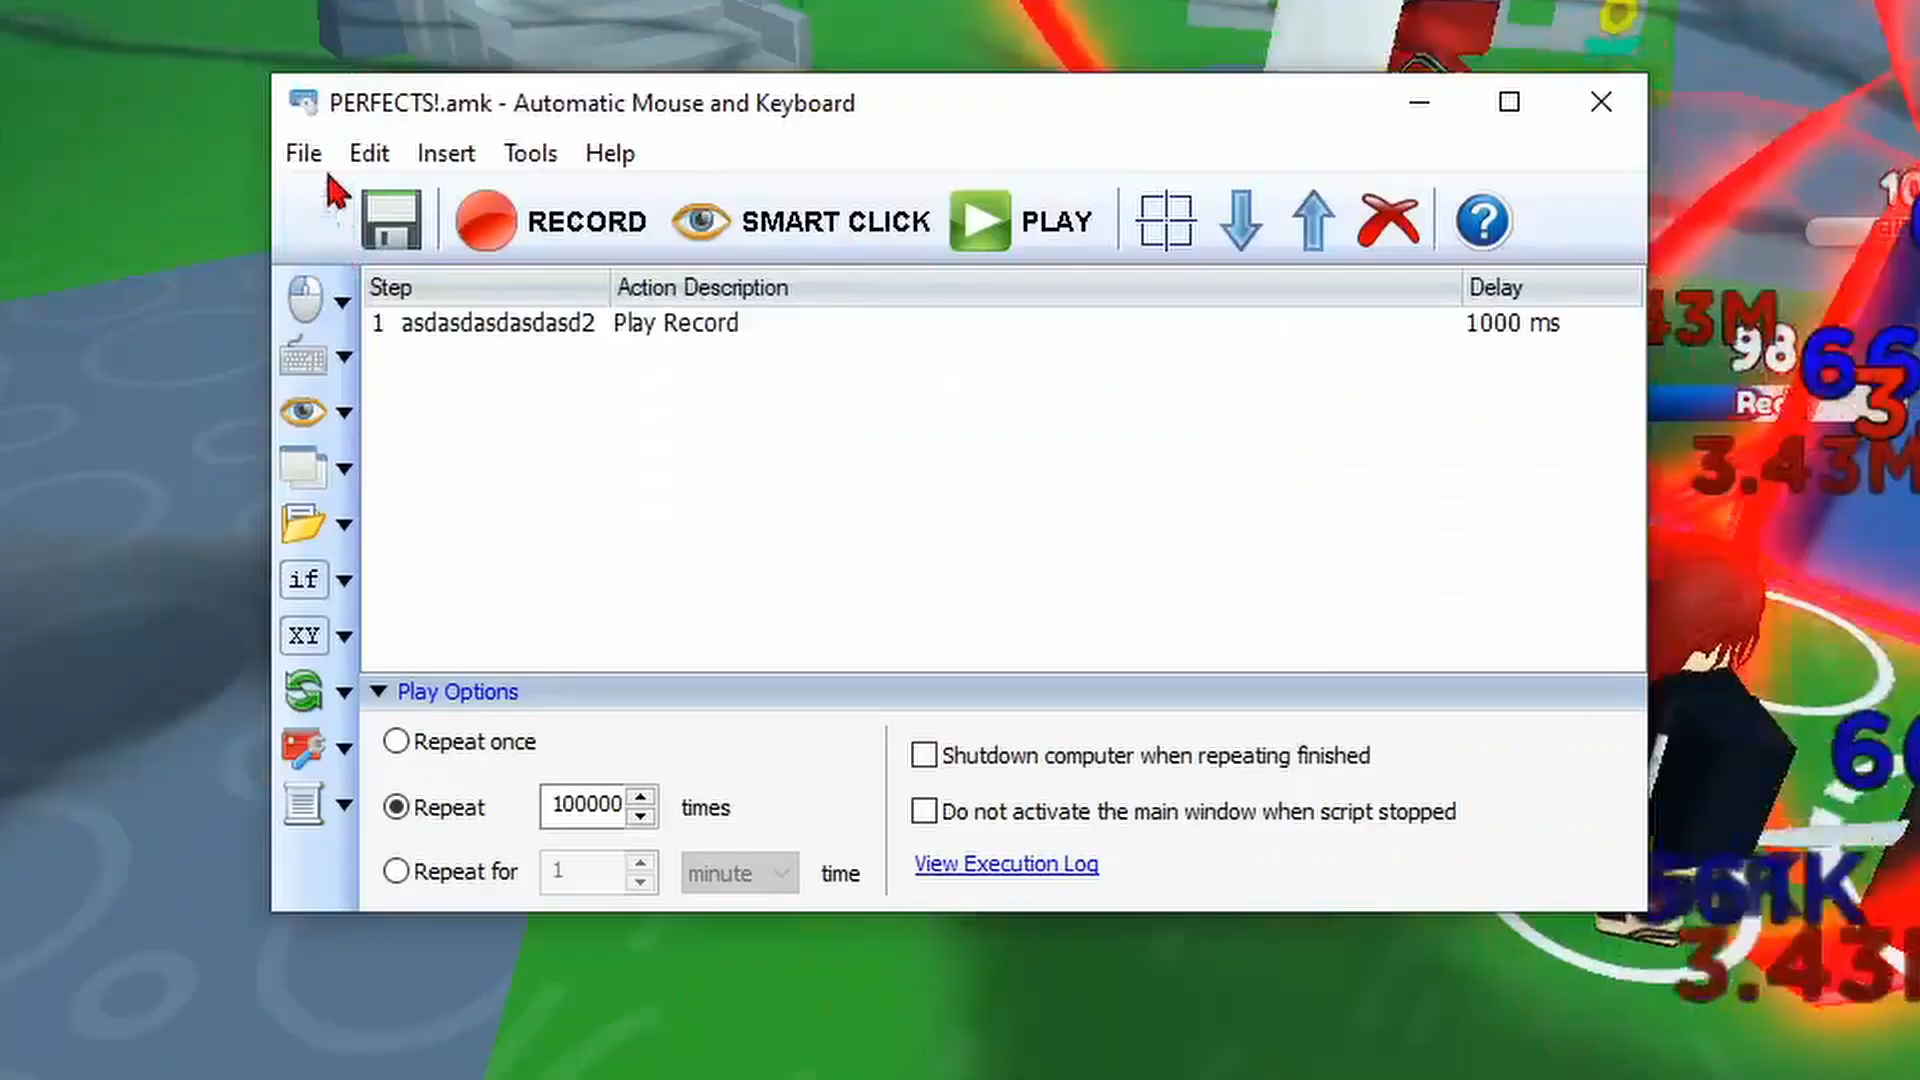 PERFECTS!.amk - Automatic Mouse and Keyboard
File Edit Insert Tools Help
RECORD SMART CLICK PLAY
Step Action Description Delay
1 asdasdasdasdasd2 Play Record 1000 ms
if
XY
Play Options
Repeat once
Repeat 100000 times
Repeat for 1 minute time
Shutdown computer when repeating finished
Do not activate the main window when script stopped
View Execution Log
98
3.43M